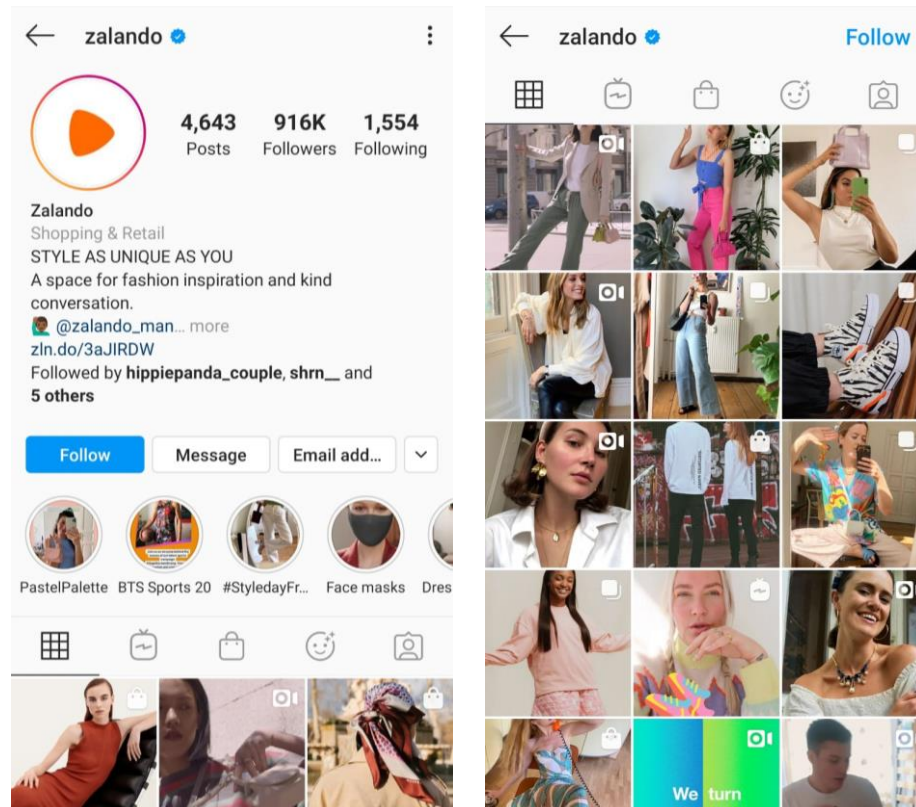 zalando
4,643 916K 1,554
Posts Followers Following
Zalando
Shopping & Retail
STYLE AS UNIQUE AS YOU
A space for fashion inspiration and kind
conversation.
@zalando_man... more
zln.do/3aJIRDW
Followed by hippiepanda_couple, shrn__ and
5 others
Follow Message Email add...
PastelPalette BTS Sports 20 #StyledayFr... Face masks Dres
zalando Follow
We turn